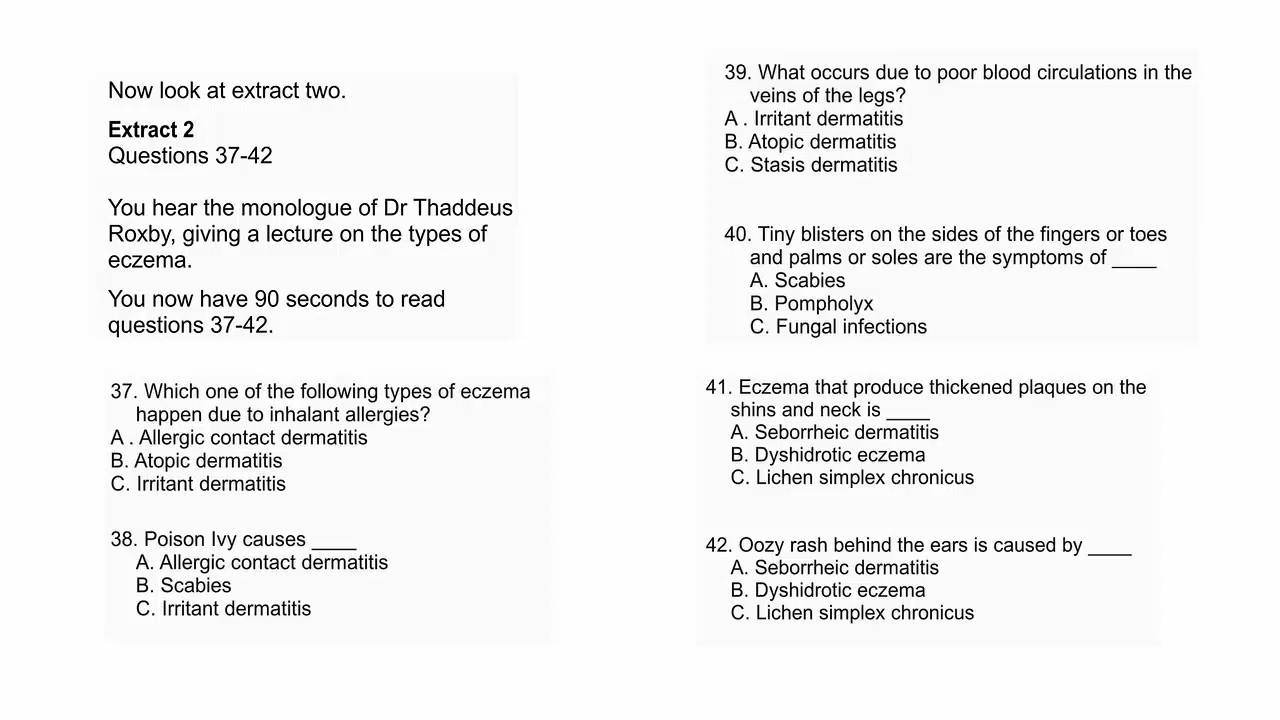 Now look at extract two.
Extract 2
Questions 37-42
You hear the monologue of Dr Thaddeus
Roxby, giving a lecture on the types of
eczema.
You now have 90 seconds to read
questions 37-42.
37. Which one of the following types of eczema
happen due to inhalant allergies?
A . Allergic contact dermatitis
B. Atopic dermatitis
C. Irritant dermatitis
38. Poison Ivy causes ____
A. Allergic contact dermatitis
B. Scabies
C. Irritant dermatitis
39. What occurs due to poor blood circulations in the
veins of the legs?
A . Irritant dermatitis
B. Atopic dermatitis
C. Stasis dermatitis
40. Tiny blisters on the sides of the fingers or toes
and palms or soles are the symptoms of ____
A. Scabies
B. Pompholyx
C. Fungal infections
41. Eczema that produce thickened plaques on the
shins and neck is ____
A. Seborrheic dermatitis
B. Dyshidrotic eczema
C. Lichen simplex chronicus
42. Oozy rash behind the ears is caused by ____
A. Seborrheic dermatitis
B. Dyshidrotic eczema
C. Lichen simplex chronicus